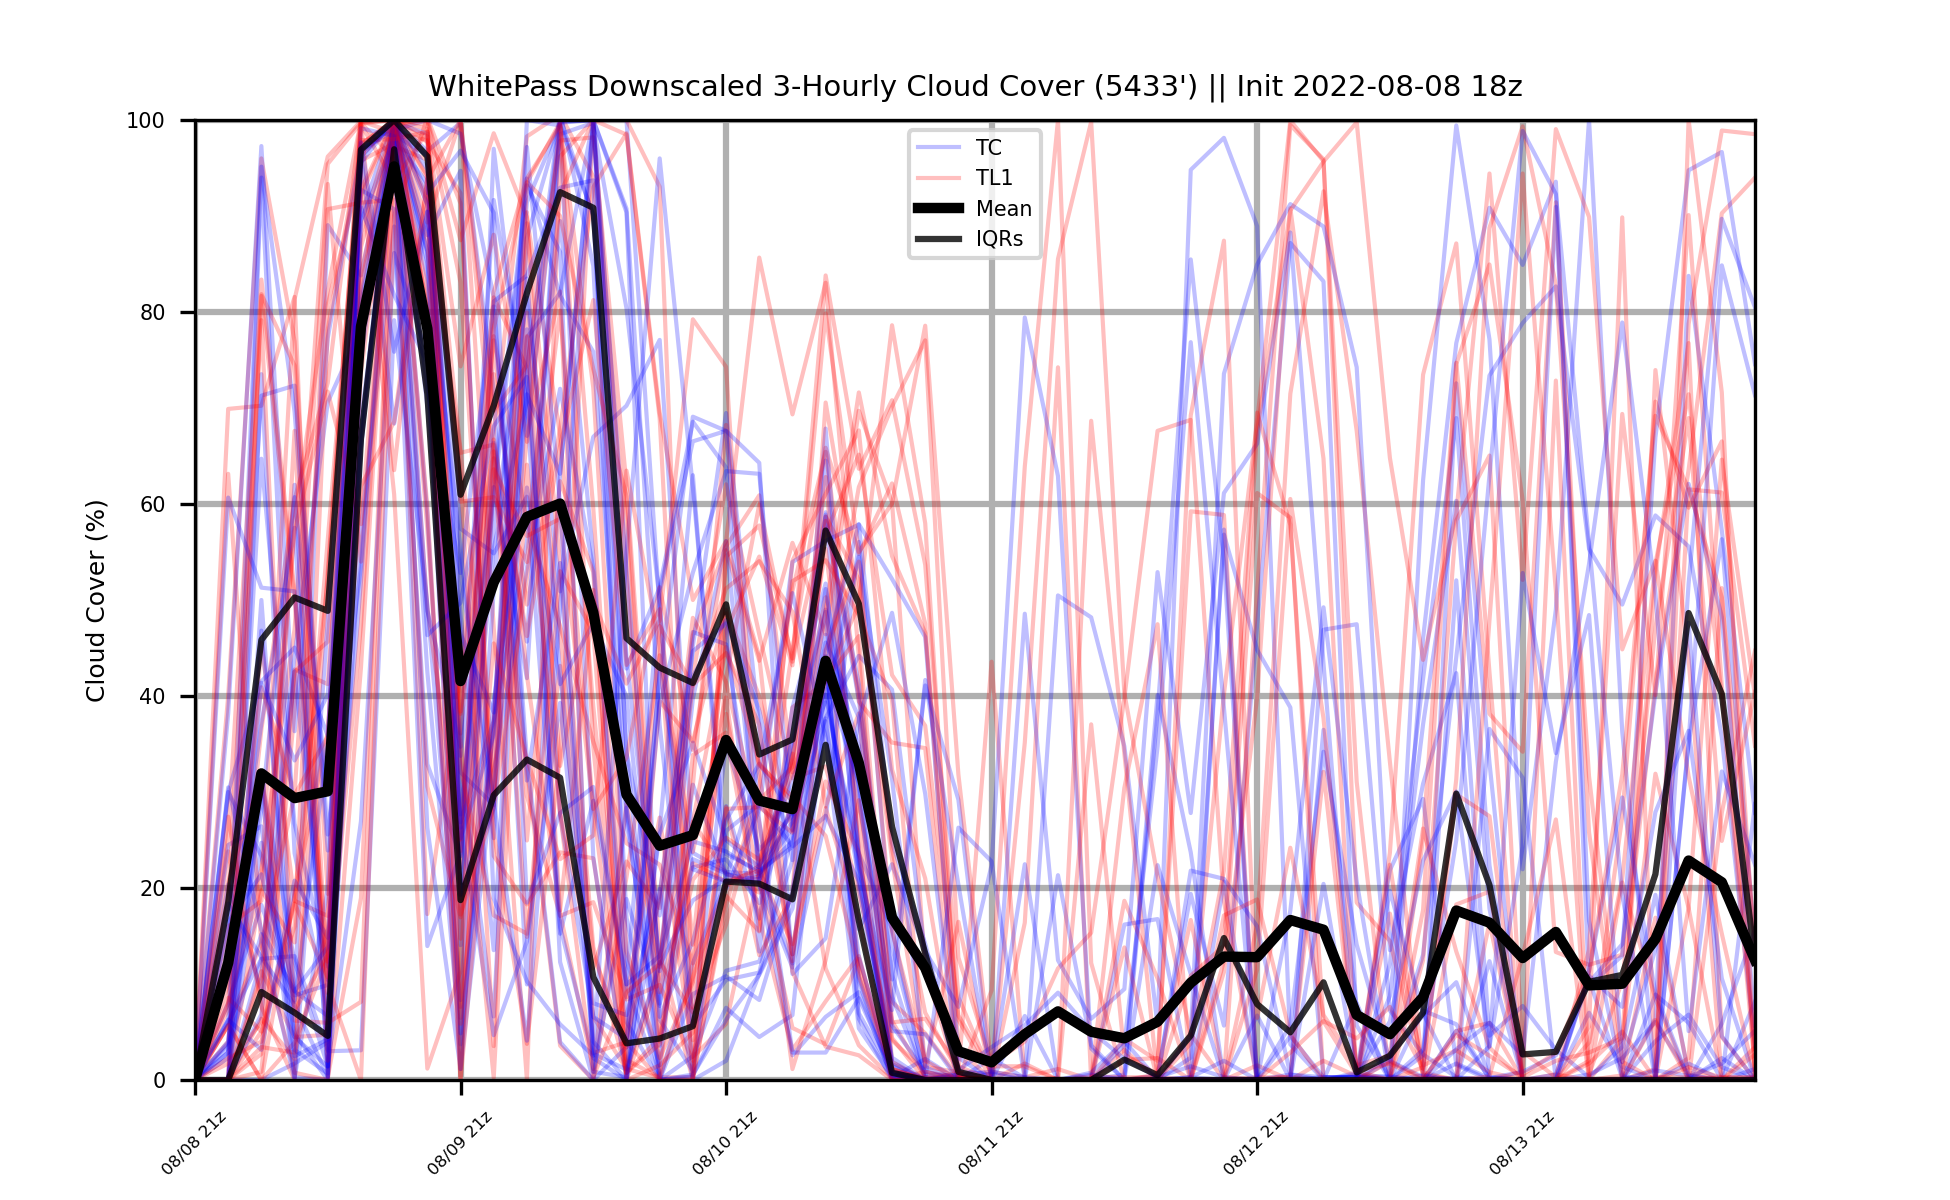 WhitePass Downscaled 3-Hourly Cloud Cover (5433') || Init 2022-08-08 18z
TC
TL1
Mean
IQRs
Cloud Cover (%)
100
80
60
40
20
0
08/08 21z
08/09 21z
08/10 21z
08/11 21z
08/12 21z
08/13 21z